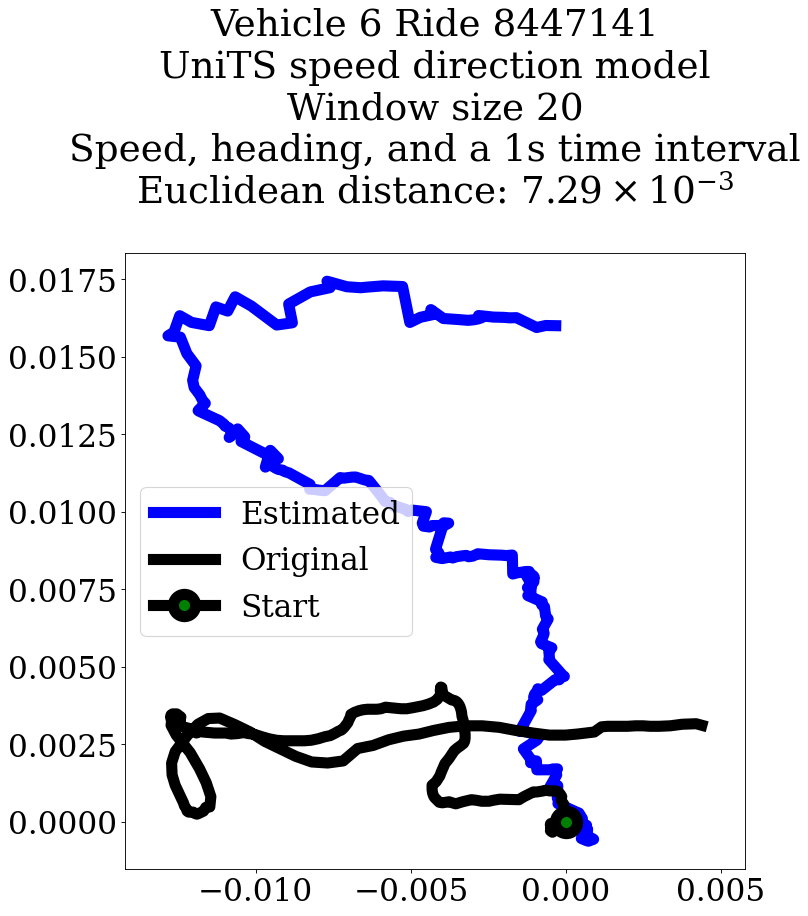 Vehicle 6 Ride 8447141
UniTS speed direction model
Window size 20
Speed, heading, and a 1s time interval
Euclidean distance: 7.29 × 10⁻³
0.0175
0.0150
0.0125
0.0100
0.0075
0.0050
0.0025
0.0000
Estimated
Original
Start
−0.010
−0.005
0.000
0.005